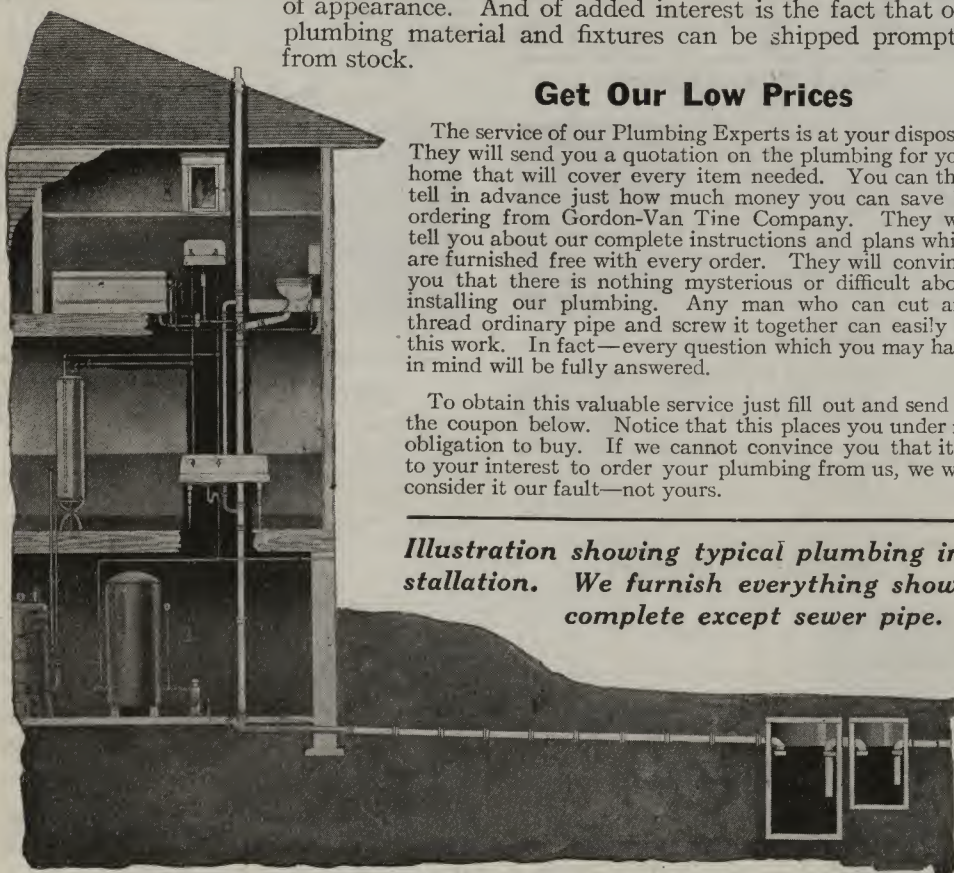 of appearance. And of added interest is the fact that o
plumbing material and fixtures can be shipped prompt
from stock.
Get Our Low Prices
The service of our Plumbing Experts is at your dispos
They will send you a quotation on the plumbing for yo
home that will cover every item needed. You can th
tell in advance just how much money you can save
ordering from Gordon-Van Tine Company. They w
tell you about our complete instructions and plans whi
are furnished free with every order. They will convin
you that there is nothing mysterious or difficult abo
installing our plumbing. Any man who can cut a
thread ordinary pipe and screw it together can easily
this work. In fact—every question which you may ha
in mind will be fully answered.
To obtain this valuable service just fill out and send
the coupon below. Notice that this places you under
obligation to buy. If we cannot convince you that it
to your interest to order your plumbing from us, we w
consider it our fault—not yours.
Illustration showing typical plumbing in
stallation. We furnish everything show
complete except sewer pipe.